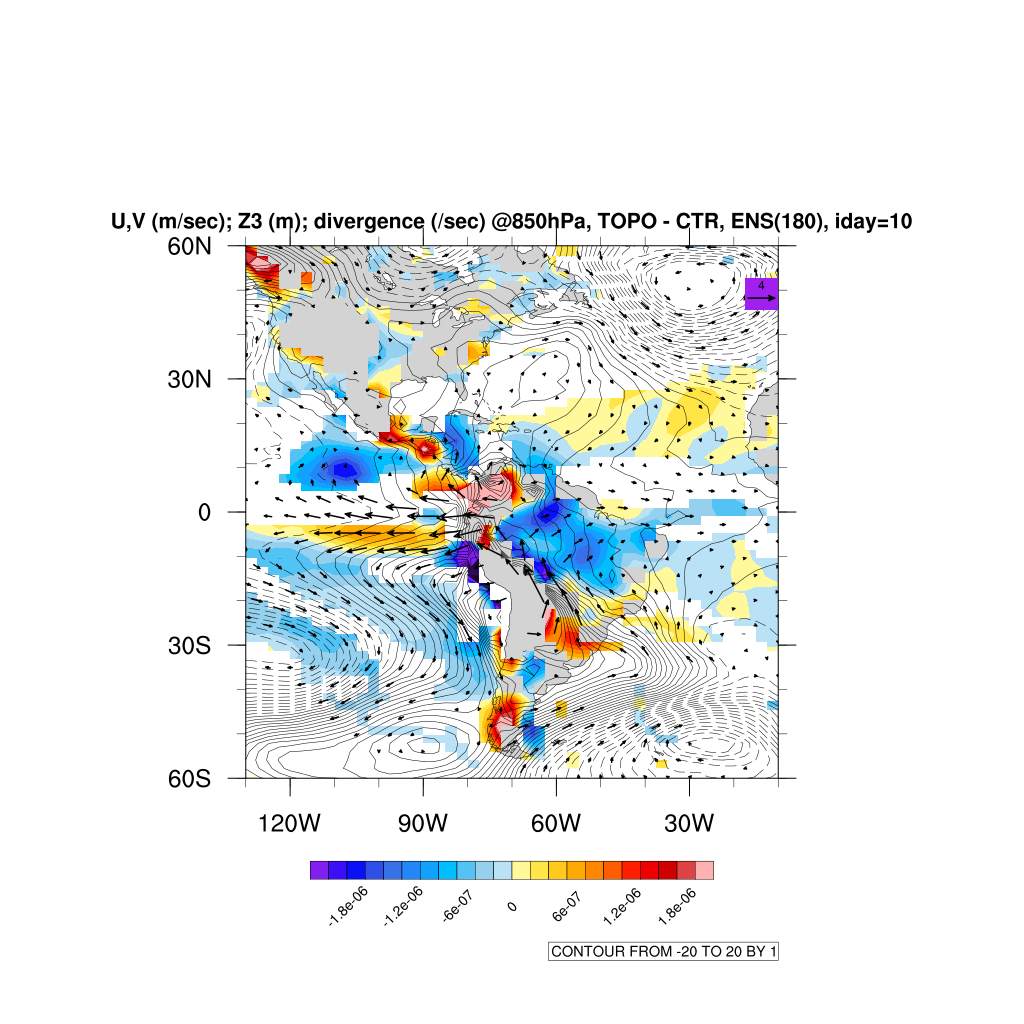 U,V (m/sec); Z3 (m); divergence (/sec) @850hPa, TOPO - CTR, ENS(180), iday=10
60N
4
30N
0
30S
60S
120W 90W 60W 30W
-1.8e-06 -1.2e-06 -6e-07 0 6e-07 1.2e-06 1.8e-06
CONTOUR FROM -20 TO 20 BY 1